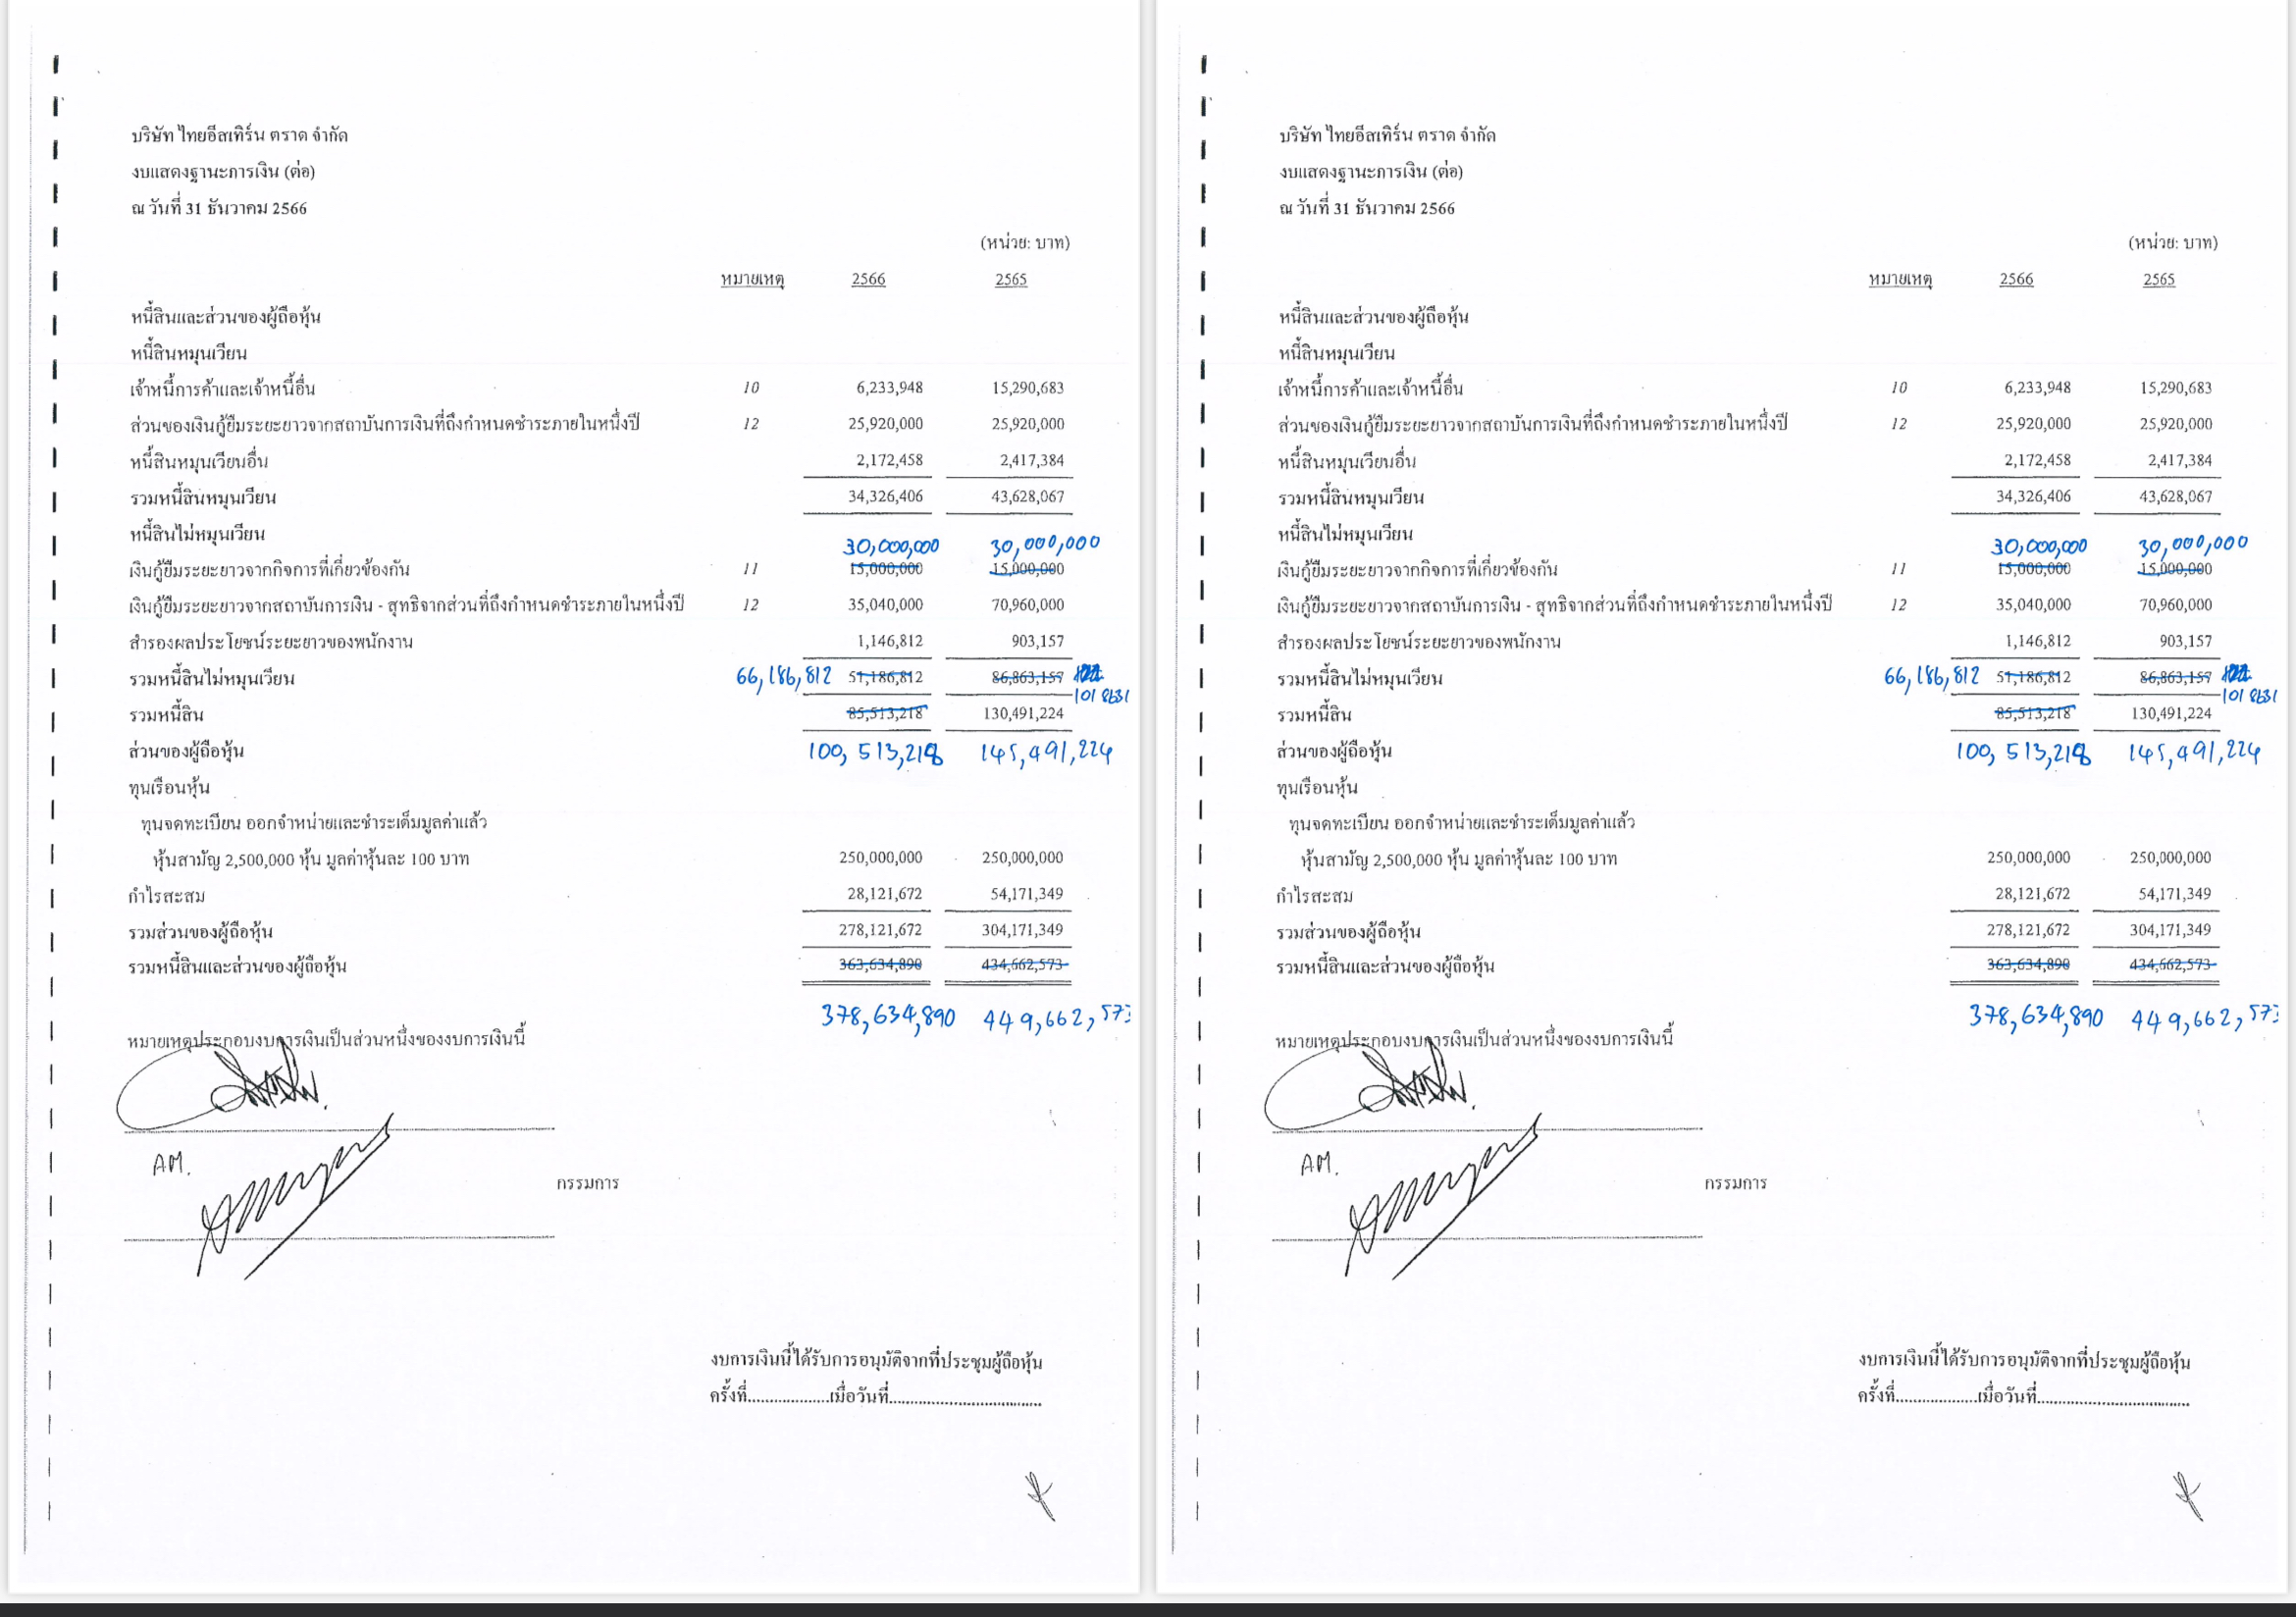 บริษัท ไทยอีสเทิร์น ตราด จำกัด
งบแสดงฐานะการเงิน (ต่อ)
ณ วันที่ 31 ธันวาคม 2566
(หน่วย: บาท)
หมายเหตุ 2566 2565
หนี้สินและส่วนของผู้ถือหุ้น
หนี้สินหมุนเวียน
เจ้าหนี้การค้าและเจ้าหนี้อื่น 10 6,233,948 15,290,683
ส่วนของเงินกู้ยืมระยะยาวจากสถาบันการเงินที่ถึงกำหนดชำระภายในหนึ่งปี 12 25,920,000 25,920,000
หนี้สินหมุนเวียนอื่น 2,172,458 2,417,384
รวมหนี้สินหมุนเวียน 34,326,406 43,628,067
หนี้สินไม่หมุนเวียน
30,000,000 30,000,000
เงินกู้ยืมระยะยาวจากกิจการที่เกี่ยวข้องกัน 11 15,000,000 15,000,000
เงินกู้ยืมระยะยาวจากสถาบันการเงิน - สุทธิจากส่วนที่ถึงกำหนดชำระภายในหนึ่งปี 12 35,040,000 70,960,000
สำรองผลประโยชน์ระยะยาวของพนักงาน 1,146,812 903,157
รวมหนี้สินไม่หมุนเวียน 66,186,812 51,186,812 86,863,157
รวมหนี้สิน 85,513,218 130,491,224
ส่วนของผู้ถือหุ้น 100,513,218 145,491,224
ทุนเรือนหุ้น
ทุนจดทะเบียน ออกจำหน่ายและชำระเต็มมูลค่าแล้ว
หุ้นสามัญ 2,500,000 หุ้น มูลค่าหุ้นละ 100 บาท 250,000,000 250,000,000
กำไรสะสม 28,121,672 54,171,349
รวมส่วนของผู้ถือหุ้น 278,121,672 304,171,349
รวมหนี้สินและส่วนของผู้ถือหุ้น 363,634,890 434,662,573
378,634,890 449,662,573
หมายเหตุประกอบงบการเงินเป็นส่วนหนึ่งของงบการเงินนี้
AM.
กรรมการ
งบการเงินนี้ได้รับการอนุมัติจากที่ประชุมผู้ถือหุ้น
ครั้งที่..................เมื่อวันที่..................................
บริษัท ไทยอีสเทิร์น ตราด จำกัด
งบแสดงฐานะการเงิน (ต่อ)
ณ วันที่ 31 ธันวาคม 2566
(หน่วย: บาท)
หมายเหตุ 2566 2565
หนี้สินและส่วนของผู้ถือหุ้น
หนี้สินหมุนเวียน
เจ้าหนี้การค้าและเจ้าหนี้อื่น 10 6,233,948 15,290,683
ส่วนของเงินกู้ยืมระยะยาวจากสถาบันการเงินที่ถึงกำหนดชำระภายในหนึ่งปี 12 25,920,000 25,920,000
หนี้สินหมุนเวียนอื่น 2,172,458 2,417,384
รวมหนี้สินหมุนเวียน 34,326,406 43,628,067
หนี้สินไม่หมุนเวียน
30,000,000 30,000,000
เงินกู้ยืมระยะยาวจากกิจการที่เกี่ยวข้องกัน 11 15,000,000 15,000,000
เงินกู้ยืมระยะยาวจากสถาบันการเงิน - สุทธิจากส่วนที่ถึงกำหนดชำระภายในหนึ่งปี 12 35,040,000 70,960,000
สำรองผลประโยชน์ระยะยาวของพนักงาน 1,146,812 903,157
รวมหนี้สินไม่หมุนเวียน 66,186,812 51,186,812 86,863,157
รวมหนี้สิน 85,513,218 130,491,224
ส่วนของผู้ถือหุ้น 100,513,218 145,491,224
ทุนเรือนหุ้น
ทุนจดทะเบียน ออกจำหน่ายและชำระเต็มมูลค่าแล้ว
หุ้นสามัญ 2,500,000 หุ้น มูลค่าหุ้นละ 100 บาท 250,000,000 250,000,000
กำไรสะสม 28,121,672 54,171,349
รวมส่วนของผู้ถือหุ้น 278,121,672 304,171,349
รวมหนี้สินและส่วนของผู้ถือหุ้น 363,634,890 434,662,573
378,634,890 449,662,573
หมายเหตุประกอบงบการเงินเป็นส่วนหนึ่งของงบการเงินนี้
AM.
กรรมการ
งบการเงินนี้ได้รับการอนุมัติจากที่ประชุมผู้ถือหุ้น
ครั้งที่..................เมื่อวันที่..................................